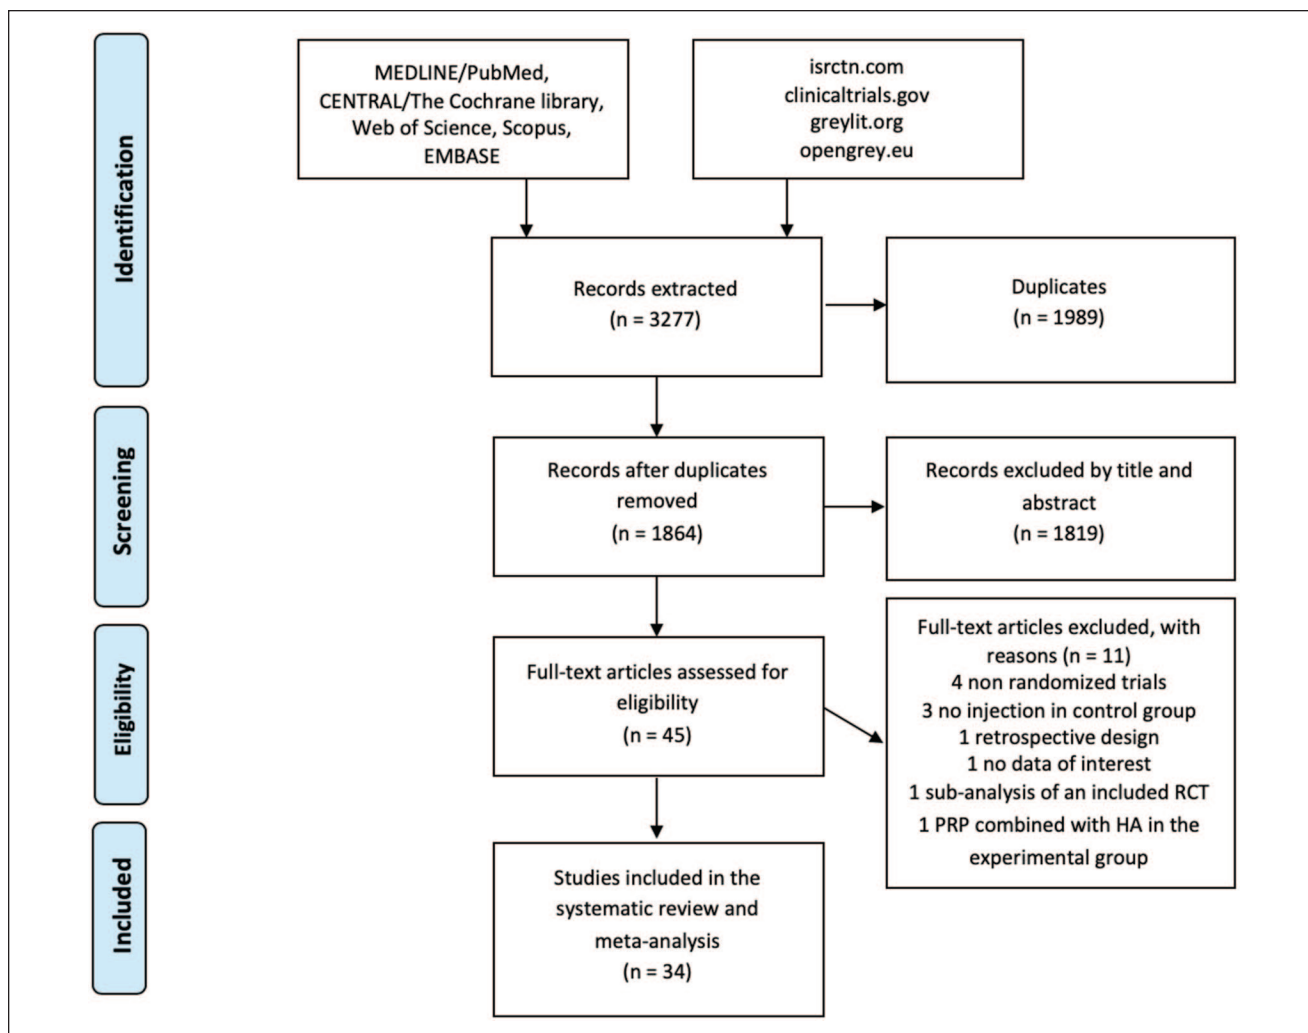 Identification
MEDLINE/PubMed,
CENTRAL/The Cochrane library,
Web of Science, Scopus,
EMBASE
isrctn.com
clinicaltrials.gov
greylit.org
opengrey.eu
Records extracted
(n = 3277)
Duplicates
(n = 1989)
Screening
Records after duplicates
removed
(n = 1864)
Records excluded by title and
abstract
(n = 1819)
Eligibility
Full-text articles assessed for
eligibility
(n = 45)
Full-text articles excluded, with
reasons (n = 11)
4 non randomized trials
3 no injection in control group
1 retrospective design
1 no data of interest
1 sub-analysis of an included RCT
1 PRP combined with HA in the
experimental group
Included
Studies included in the
systematic review and
meta-analysis
(n = 34)